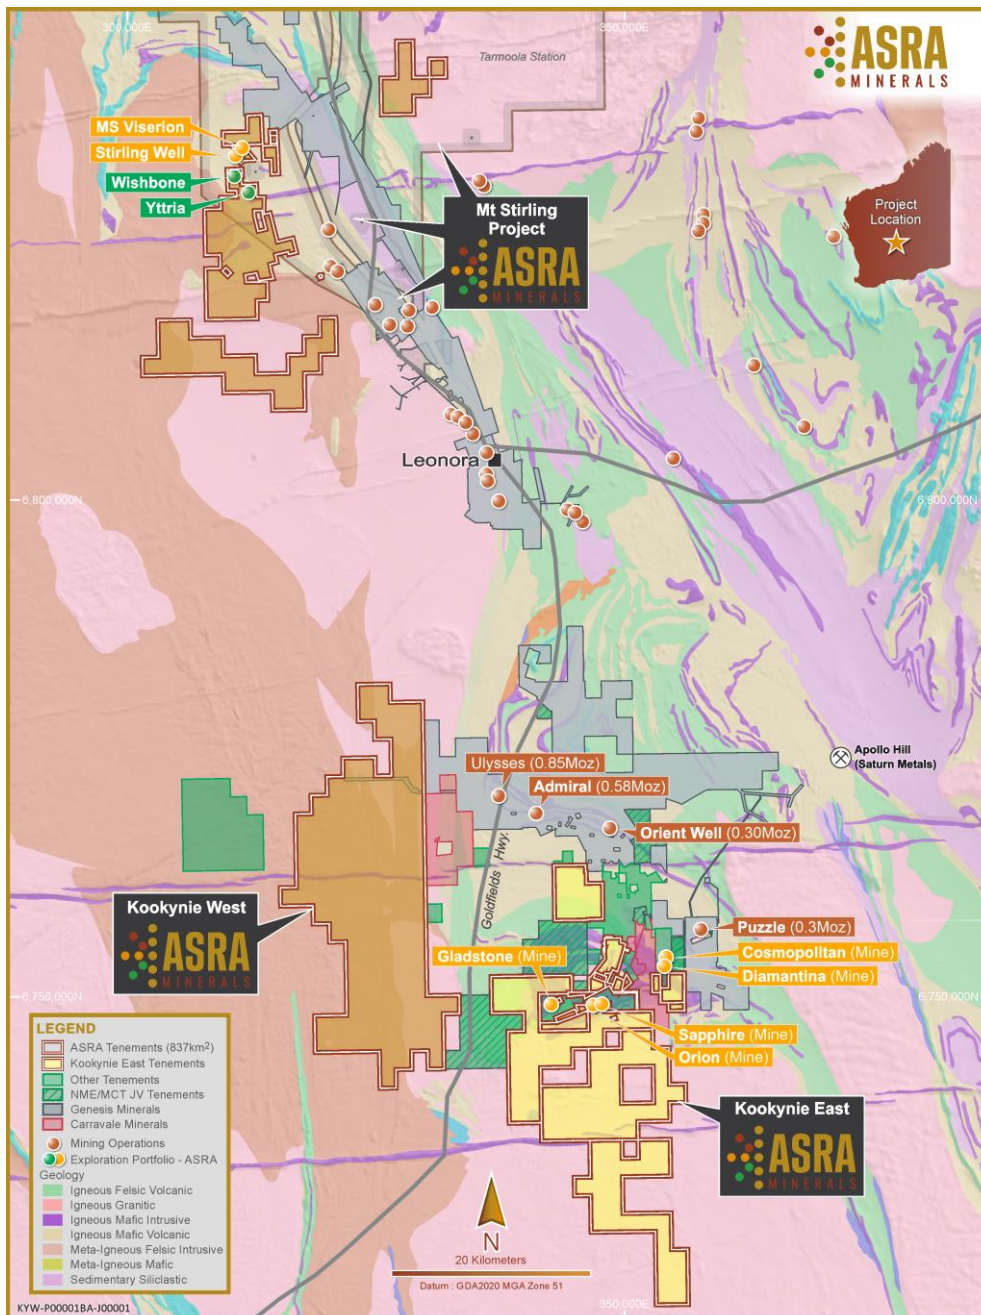 300,000E
350,000E
Tarmoola Station
ASRA
MINERALS
MS Viserion
Stirling Well
Wishbone
Yttria
Mt Stirling
Project
ASRA
MINERALS
Project
Location
Leonora
6,800,000N
6,800,000N
Apollo Hill
(Saturn Metals)
Ulysses (0.85Moz)
Admiral (0.58Moz)
Orient Well (0.30Moz)
Goldfields Hwy.
Kookynie West
ASRA
MINERALS
Puzzle (0.3Moz)
Gladstone (Mine)
Cosmopolitan (Mine)
Diamantina (Mine)
6,750,000N
6,750,000N
Sapphire (Mine)
Orion (Mine)
Kookynie East
ASRA
MINERALS
LEGEND
ASRA Tenements (837km²)
Kookynie East Tenements
Other Tenements
NME/MCT JV Tenements
Genesis Minerals
Carravale Minerals
Mining Operations
Exploration Portfolio - ASRA
Geology
Igneous Felsic Volcanic
Igneous Granitic
Igneous Mafic Intrusive
Igneous Mafic Volcanic
Meta-Igneous Felsic Intrusive
Meta-Igneous Mafic
Sedimentary Siliclastic
N
20 Kilometers
Datum : GDA2020 MGA Zone 51
KYW-P00001BA-J00001
350,000E